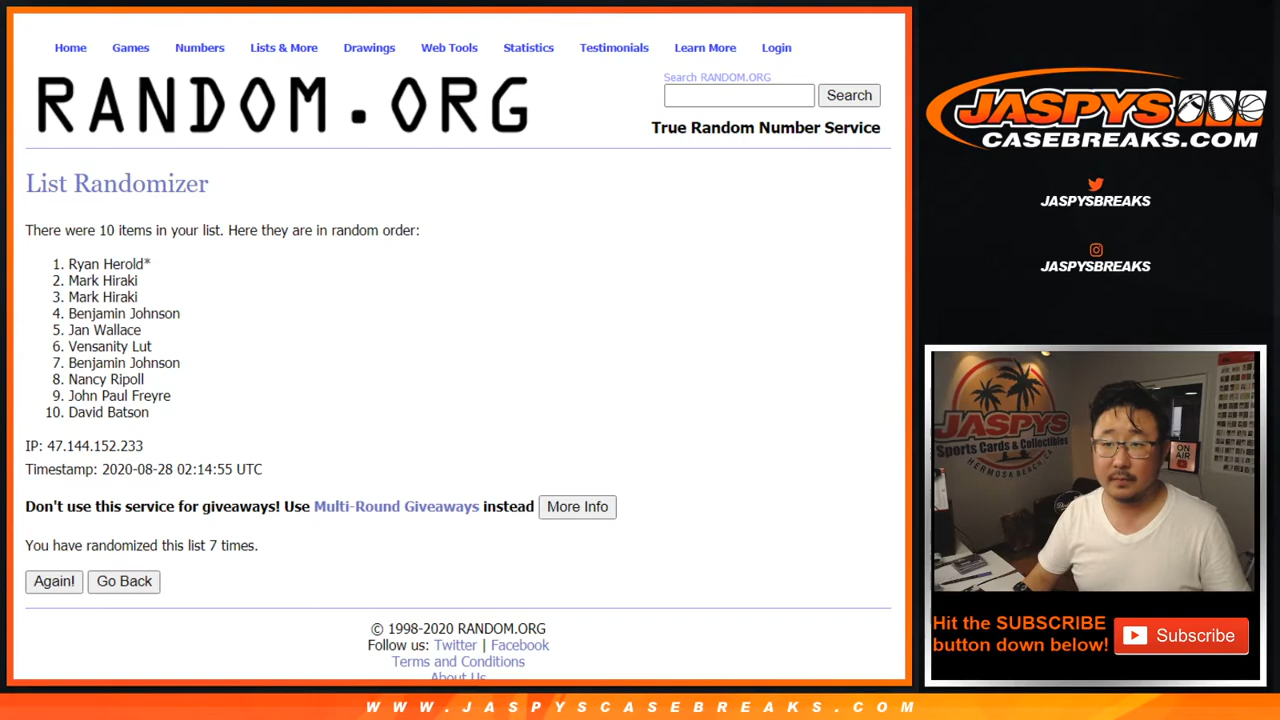 Home Games Numbers Lists & More Drawings Web Tools Statistics Testimonials Learn More Login
RANDOM.ORG
Search RANDOM.ORG
Search
True Random Number Service
List Randomizer
There were 10 items in your list. Here they are in random order:
1. Ryan Herold*
2. Mark Hiraki
3. Mark Hiraki
4. Benjamin Johnson
5. Jan Wallace
6. Vensanity Lut
7. Benjamin Johnson
8. Nancy Ripoll
9. John Paul Freyre
10. David Batson
IP: 47.144.152.233
Timestamp: 2020-08-28 02:14:55 UTC
Don't use this service for giveaways! Use Multi-Round Giveaways instead More Info
You have randomized this list 7 times.
Again! Go Back
© 1998-2020 RANDOM.ORG
Follow us: Twitter | Facebook
Terms and Conditions
About Us
JASPYS
CASEBREAKS.COM
JASPYSBREAKS
JASPYSBREAKS
JASPYS
Sports Cards & Collectibles
HERMOSA BEACH, CA
ON AIR
Hit the SUBSCRIBE
button down below!
Subscribe
WWW.JASPYSCASEBREAKS.COM